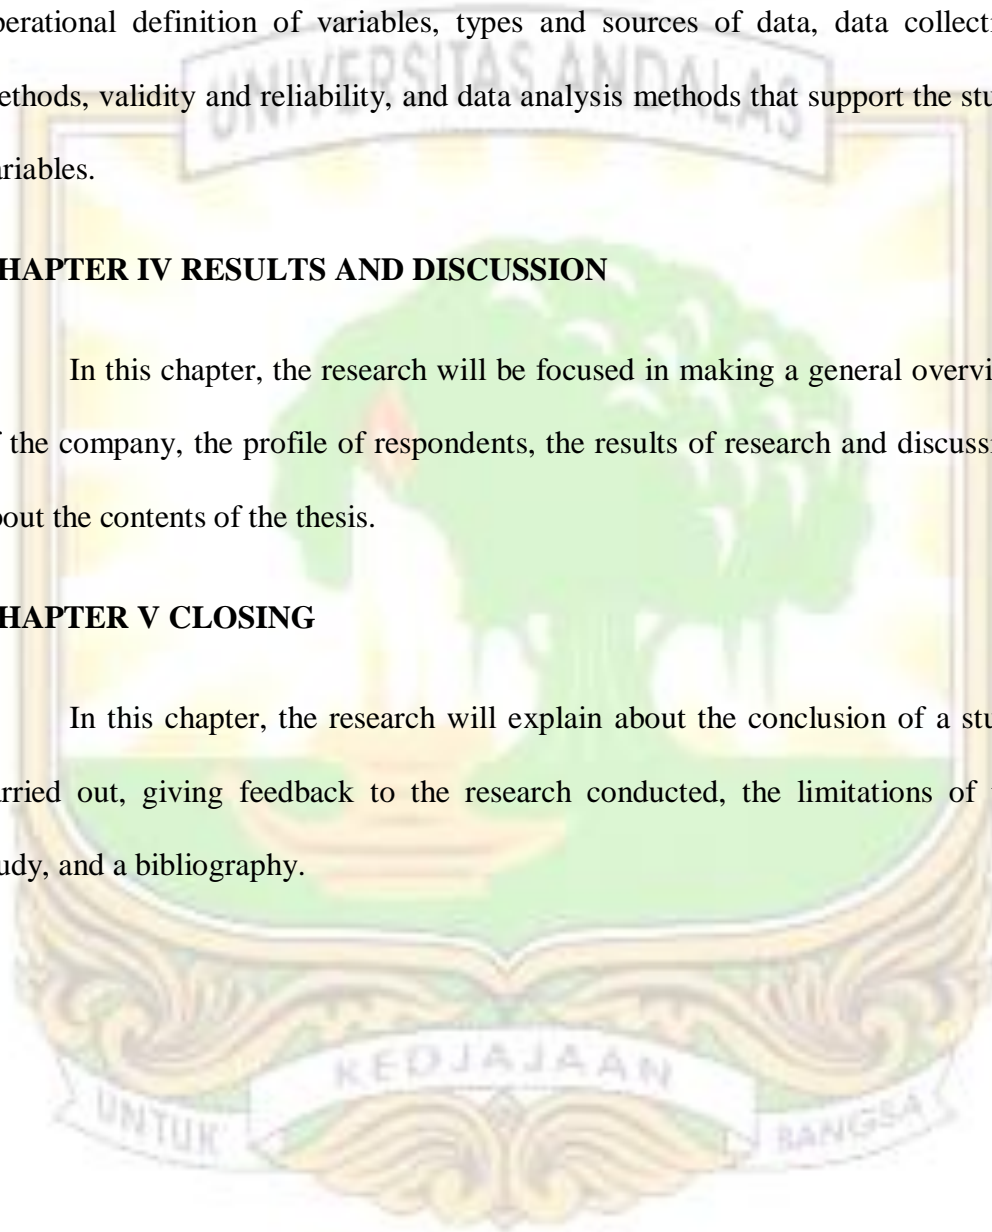 perational definition of variables, types and sources of data, data collecti
ethods, validity and reliability, and data analysis methods that support the stu
ariables.
HAPTER IV RESULTS AND DISCUSSION
In this chapter, the research will be focused in making a general overvi
f the company, the profile of respondents, the results of research and discussi
bout the contents of the thesis.
HAPTER V CLOSING
In this chapter, the research will explain about the conclusion of a stu
arried out, giving feedback to the research conducted, the limitations of
tudy, and a bibliography.
UNIVERSITAS ANDALAS
UNTUK KEDJAJAAN BANGSA